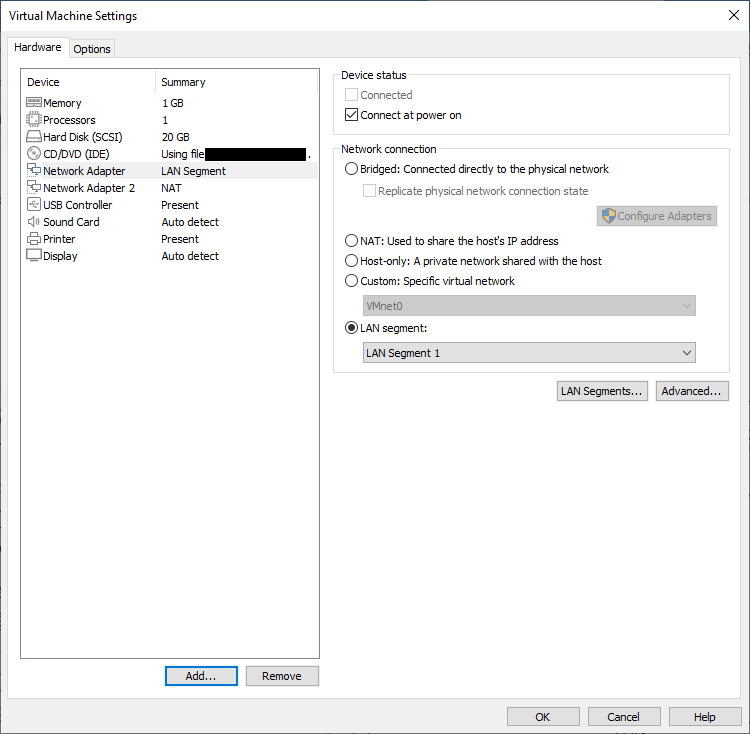 Virtual Machine Settings
Hardware Options
Device Summary
Memory 1 GB
Processors 1
Hard Disk (SCSI) 20 GB
CD/DVD (IDE) Using file .
Network Adapter LAN Segment
Network Adapter 2 NAT
USB Controller Present
Sound Card Auto detect
Printer Present
Display Auto detect
Add... Remove
Device status
Connected
Connect at power on
Network connection
Bridged: Connected directly to the physical network
Replicate physical network connection state
Configure Adapters
NAT: Used to share the host's IP address
Host-only: A private network shared with the host
Custom: Specific virtual network
VMnet0
LAN segment:
LAN Segment 1
LAN Segments... Advanced...
OK Cancel Help